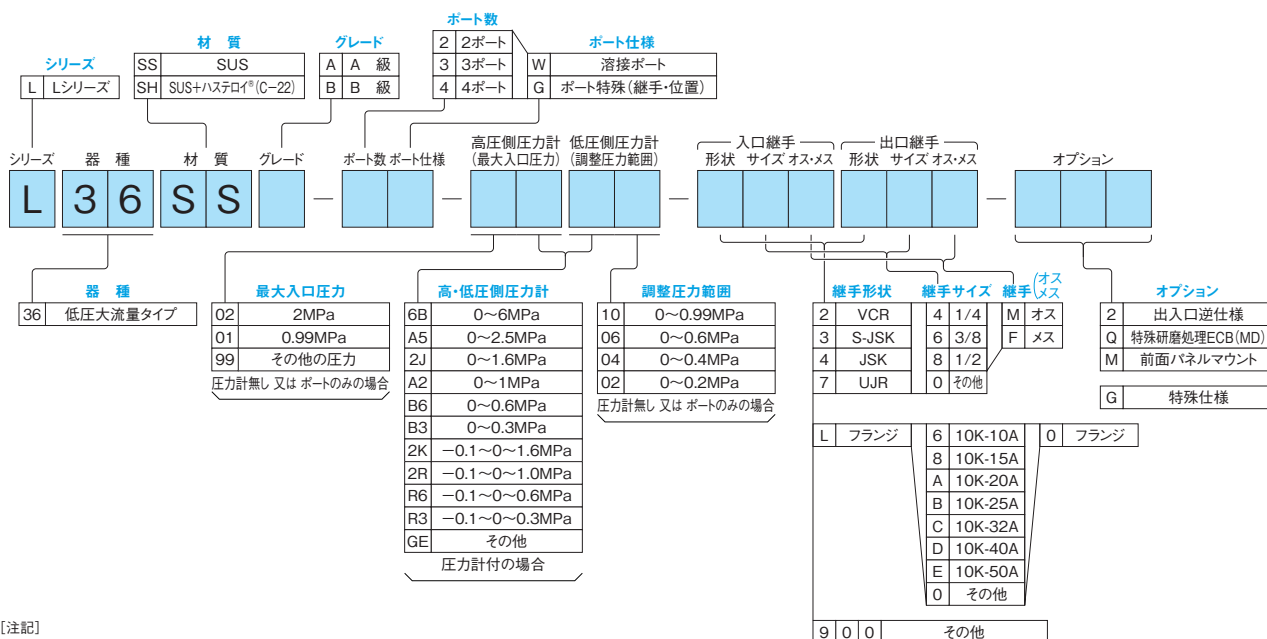 シリーズ
L Lシリーズ
材 質
SS SUS
SH SUS+ハステロイ®(C-22)
グレード
A A 級
B B 級
ポート数
2 2ポート
3 3ポート
4 4ポート
ポート仕様
W 溶接ポート
G ポート特殊(継手・位置)
シリーズ 器 種 材 質 グレード ポート数 ポート仕様 高圧側圧力計(最大入口圧力) 低圧側圧力計(調整圧力範囲) 入口継手 形状 サイズ オス・メス 出口継手 形状 サイズ オス・メス オプション
L 3 6 S S — — — —
器 種
36 低圧大流量タイプ
最大入口圧力
02 2MPa
01 0.99MPa
99 その他の圧力
圧力計無し 又は ポートのみの場合
高・低圧側圧力計
6B 0~6MPa
A5 0~2.5MPa
2J 0~1.6MPa
A2 0~1MPa
B6 0~0.6MPa
B3 0~0.3MPa
2K −0.1~0~1.6MPa
2R −0.1~0~1.0MPa
R6 −0.1~0~0.6MPa
R3 −0.1~0~0.3MPa
GE その他
圧力計付の場合
調整圧力範囲
10 0~0.99MPa
06 0~0.6MPa
04 0~0.4MPa
02 0~0.2MPa
圧力計無し 又は ポートのみの場合
継手形状
2 VCR
3 S-JSK
4 JSK
7 UJR
継手サイズ
4 1/4
6 3/8
8 1/2
0 その他
継手(オス メス
M オス
F メス
L フランジ
6 10K-10A
8 10K-15A
A 10K-20A
B 10K-25A
C 10K-32A
D 10K-40A
E 10K-50A
0 その他
0 フランジ
9 0 0 その他
オプション
2 出入口逆仕様
Q 特殊研磨処理ECB(MD)
M 前面パネルマウント
G 特殊仕様
[注記]